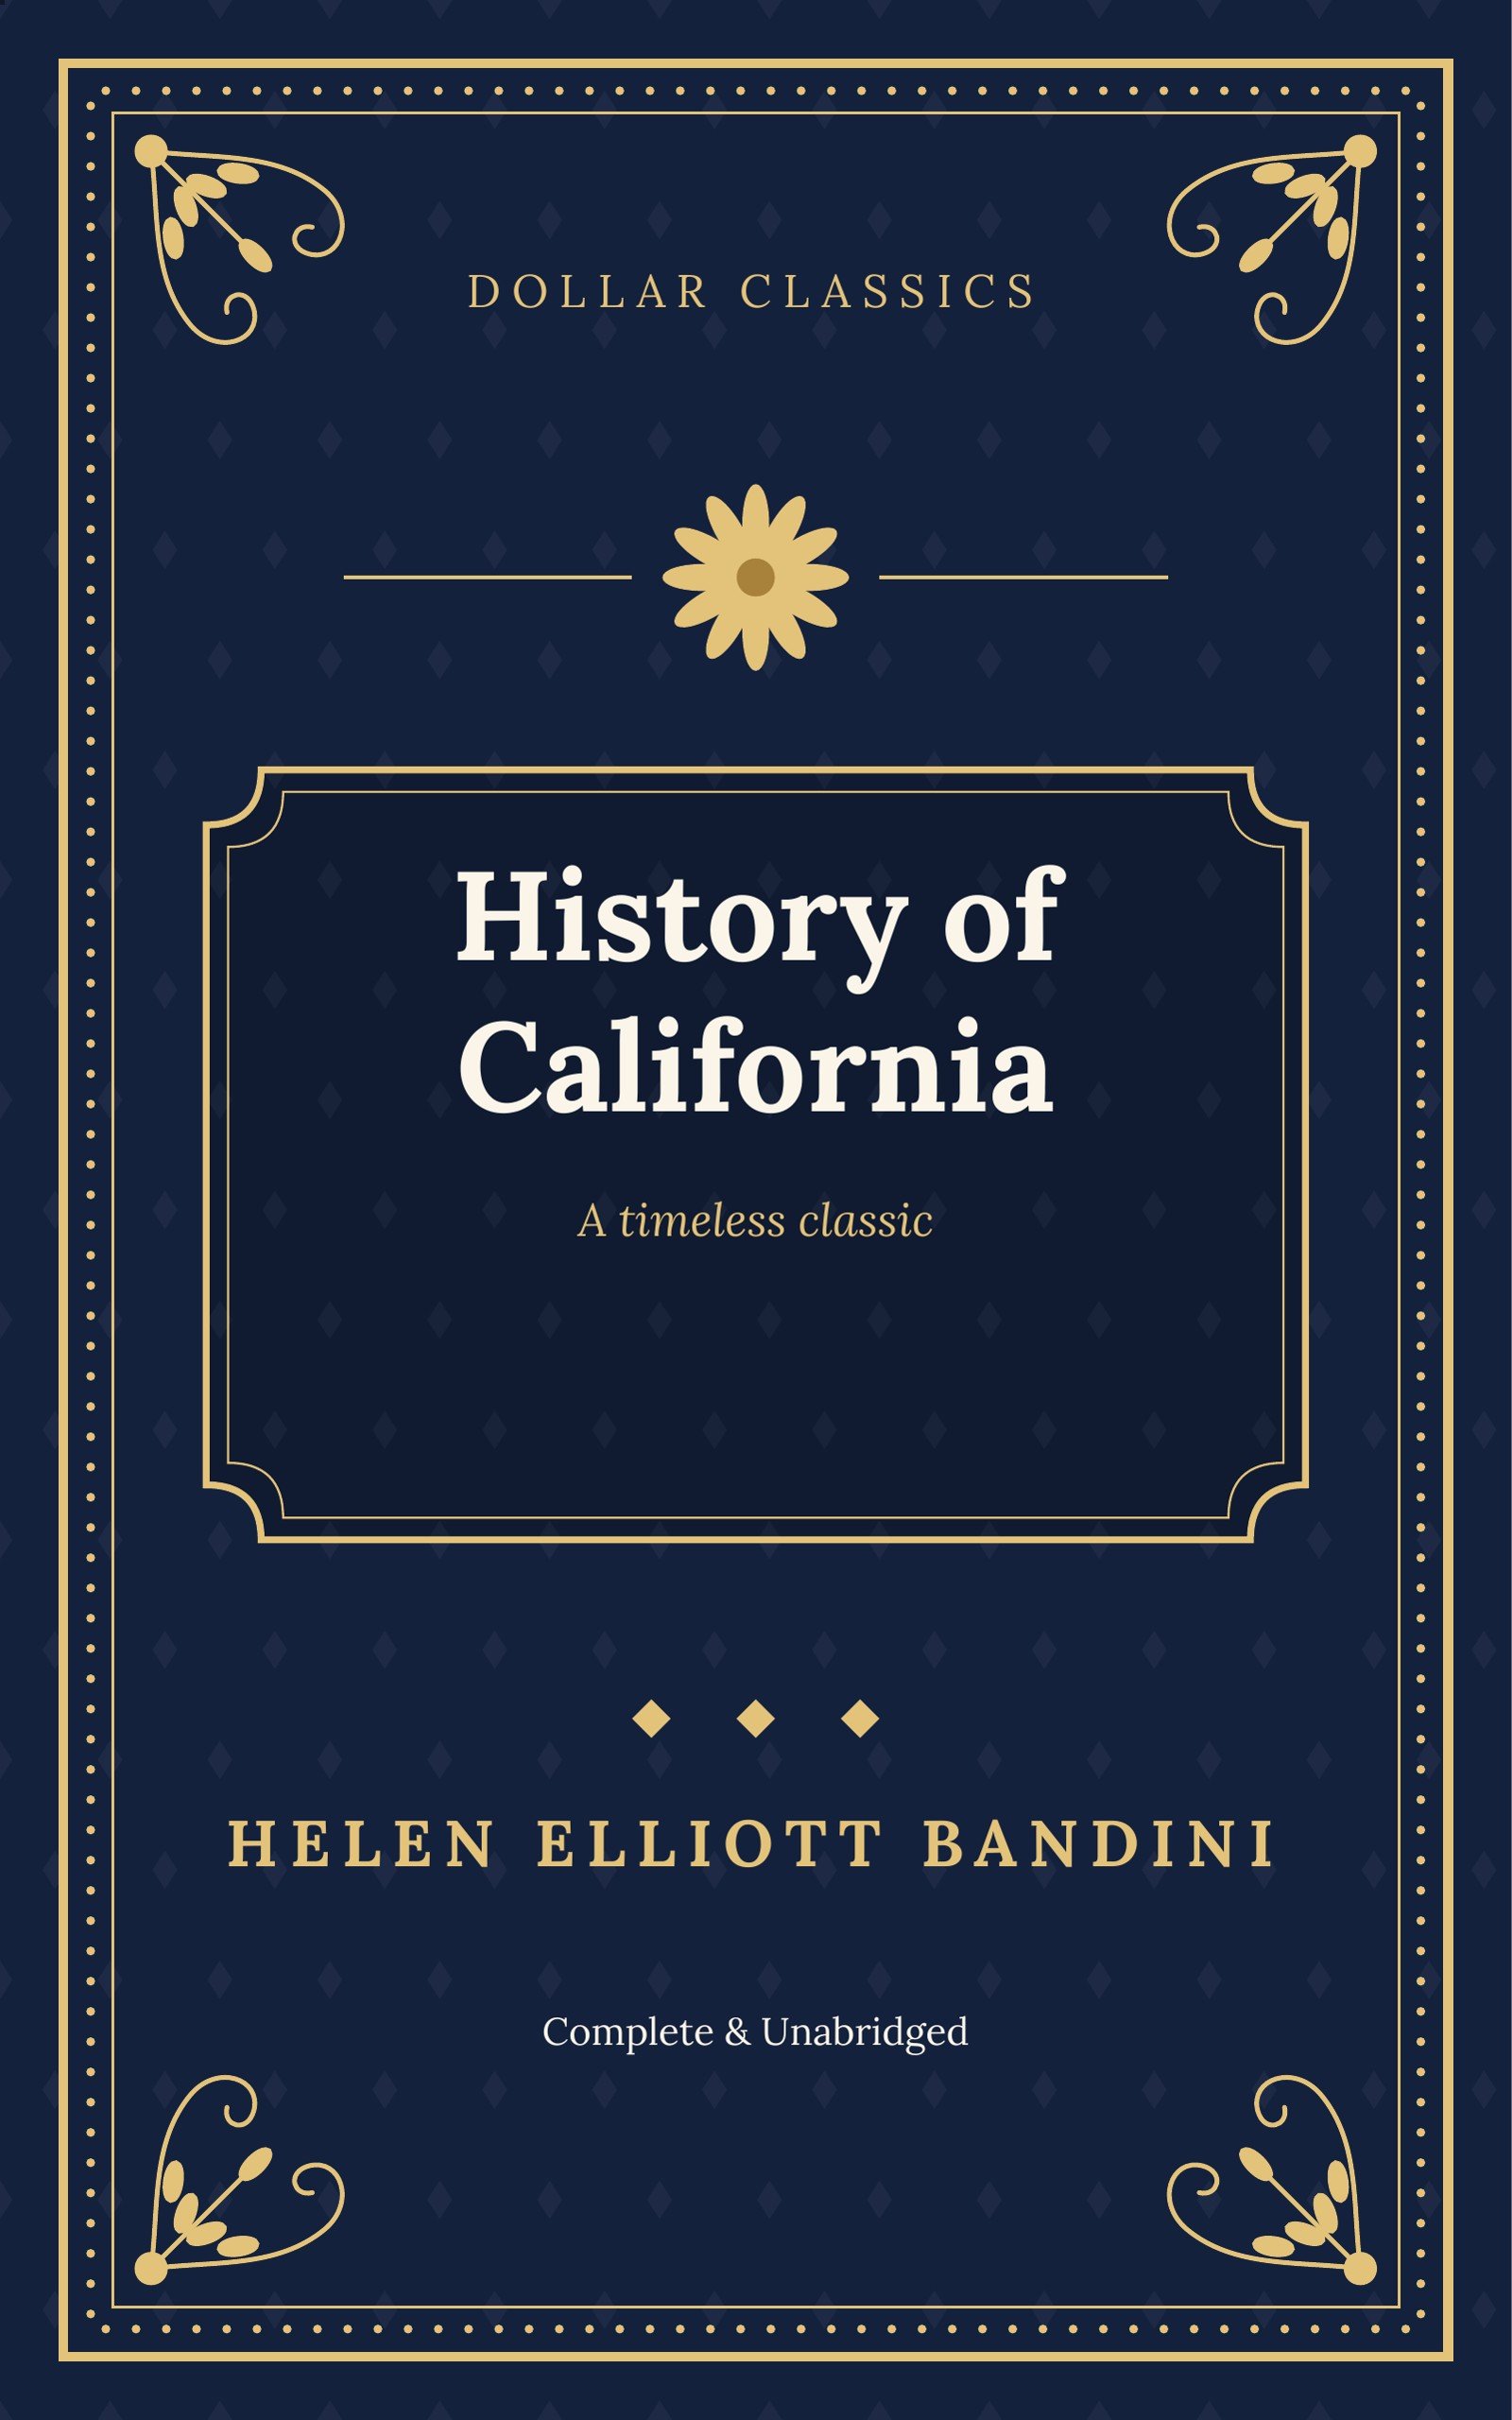 DOLLAR CLASSICS
History of
California
A timeless classic
HELEN ELLIOTT BANDINI
Complete & Unabridged